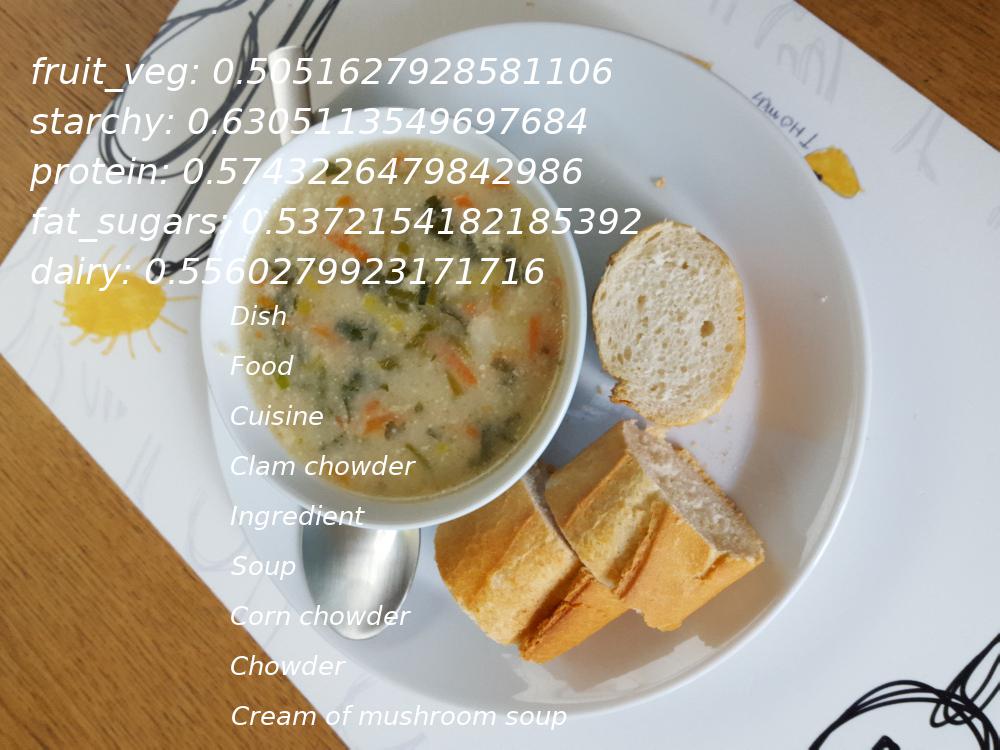 fruit_veg: 0.5051627928581106
starchy: 0.6305113549697684
protein: 0.5743226479842986
fat_sugars: 0.5372154182185392
dairy: 0.5560279923171716
Dish
Food
Cuisine
Clam chowder
Ingredient
Soup
Corn chowder
Chowder
Cream of mushroom soup
THOMAS